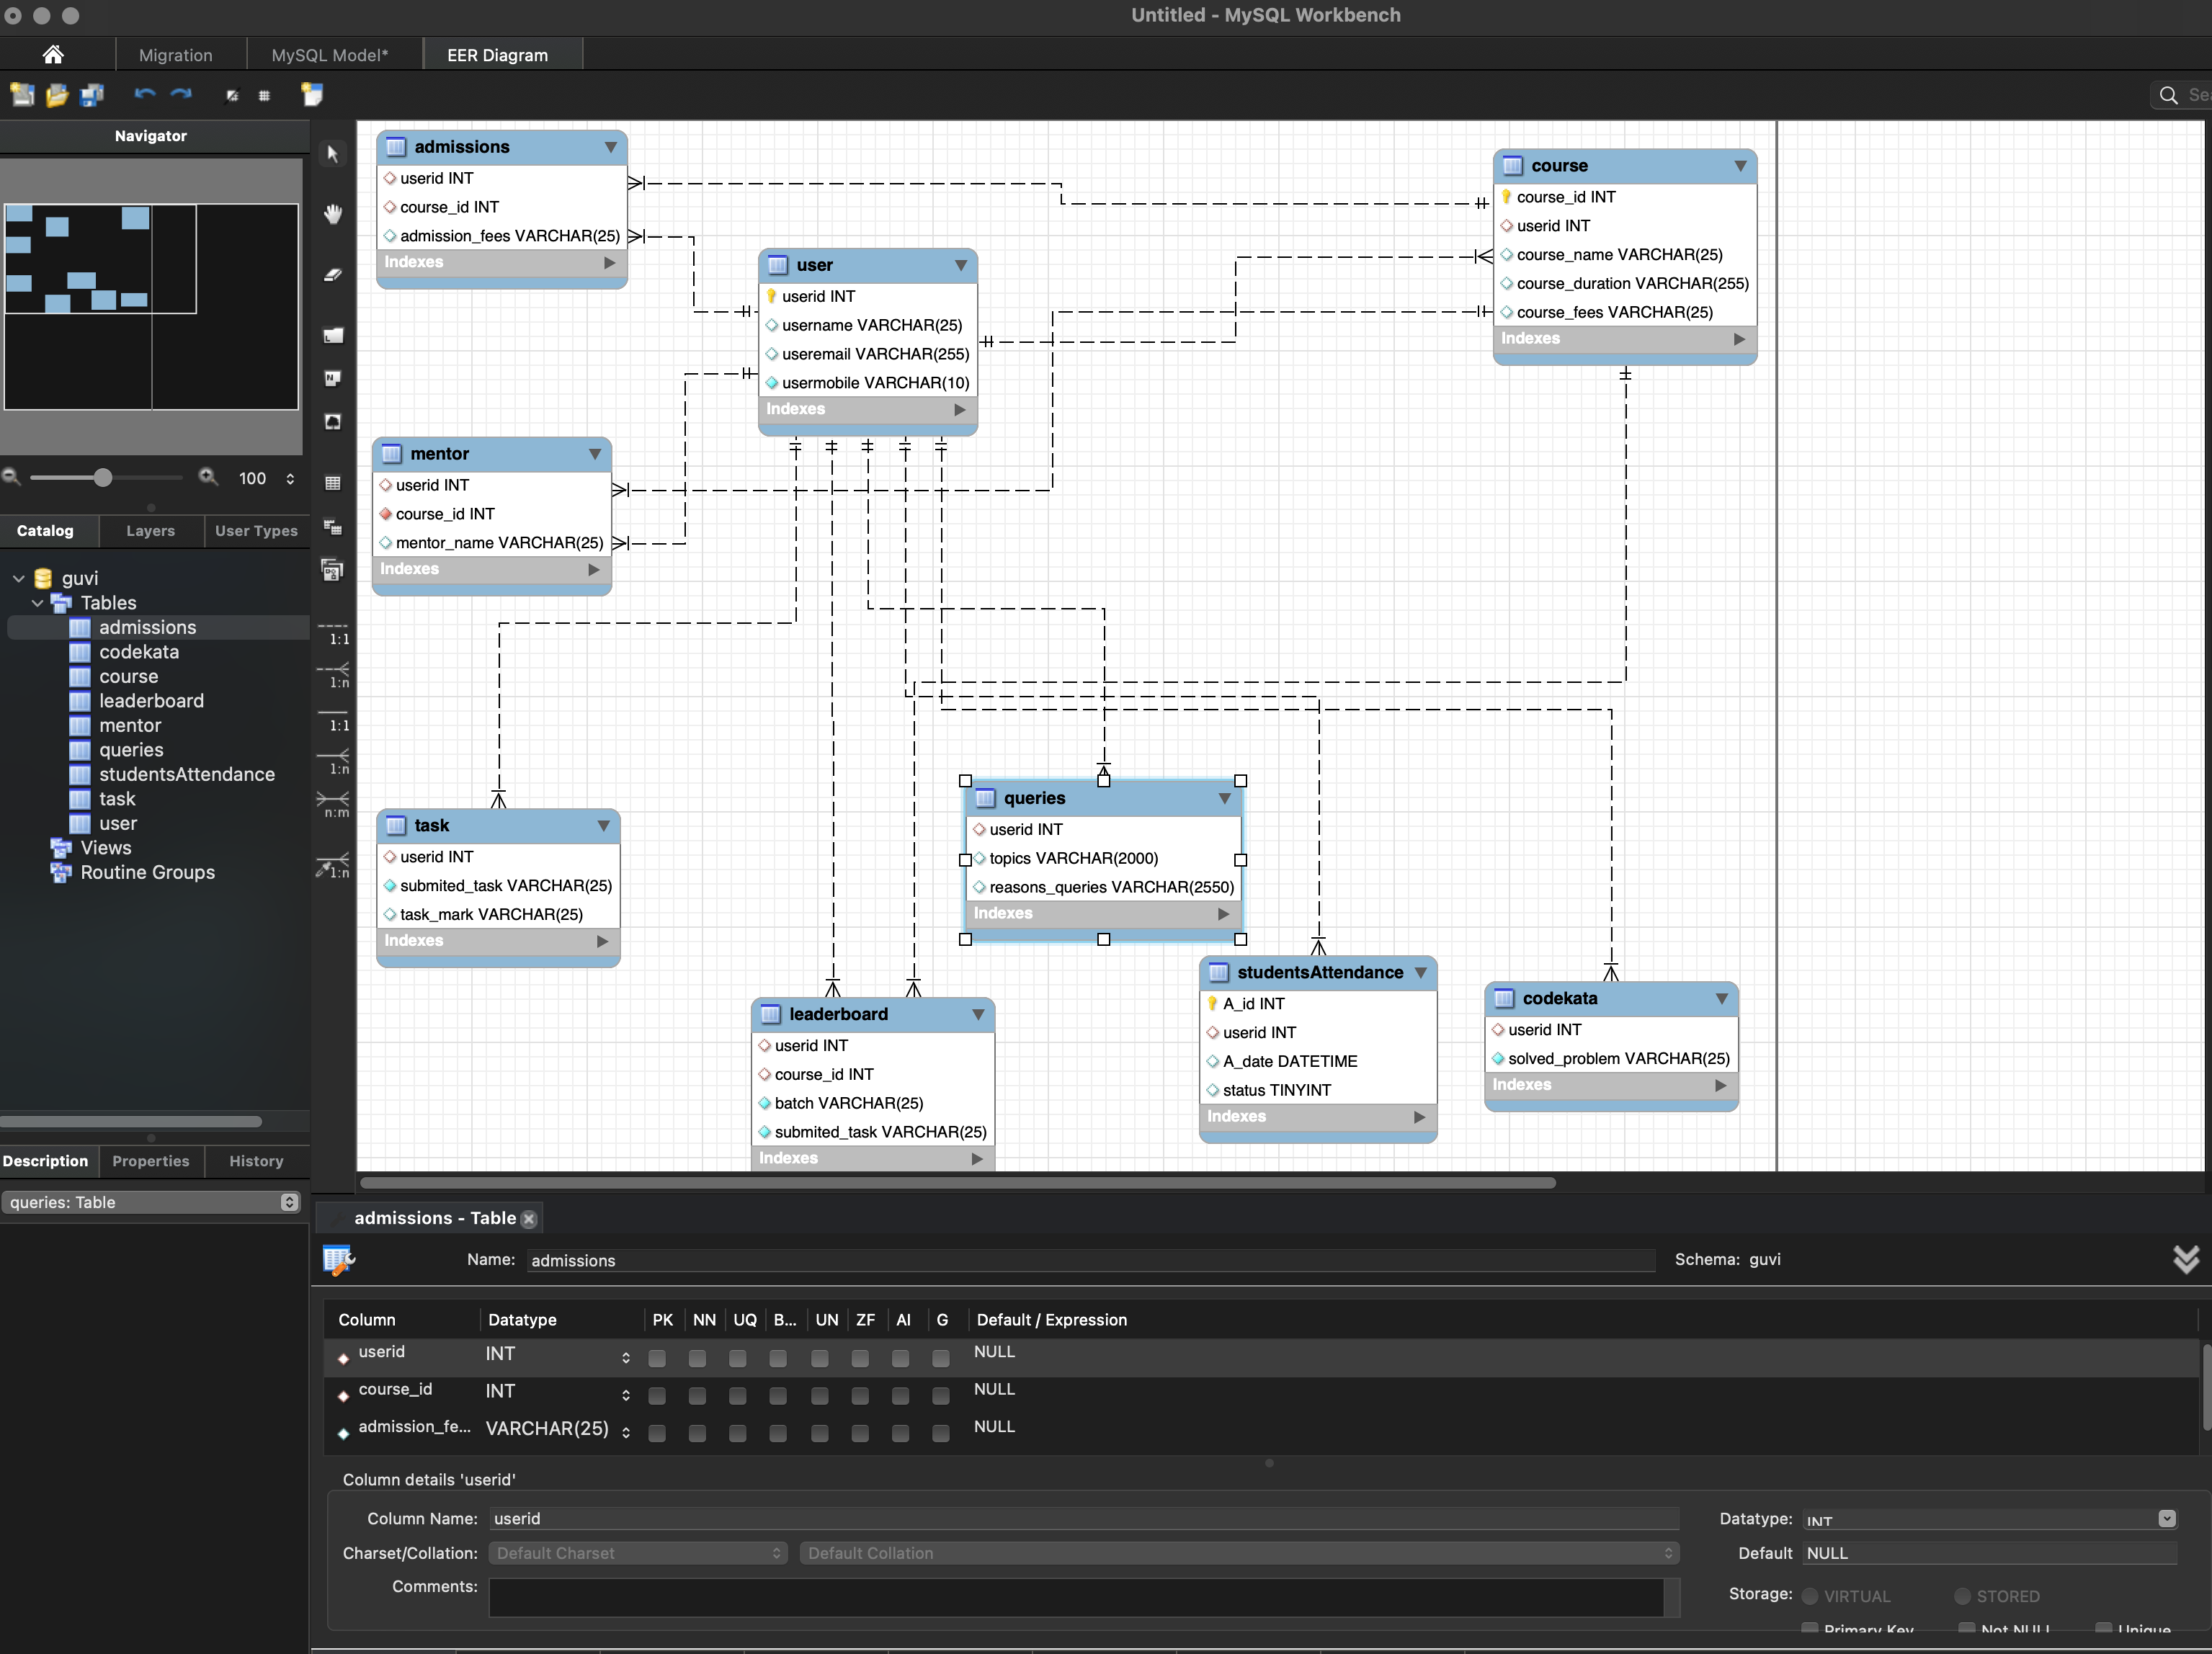 Untitled - MySQL Workbench
Migration
MySQL Model*
EER Diagram
Navigator
100
Catalog
Layers
User Types
guvi
Tables
admissions
codekata
course
leaderboard
mentor
queries
studentsAttendance
task
user
Views
Routine Groups
Description
Properties
History
queries: Table
1:1
1:n
1:1
1:n
n:m
1:n
admissions
userid INT
course_id INT
admission_fees VARCHAR(25)
Indexes
user
userid INT
username VARCHAR(25)
useremail VARCHAR(255)
usermobile VARCHAR(10)
Indexes
course
course_id INT
userid INT
course_name VARCHAR(25)
course_duration VARCHAR(255)
course_fees VARCHAR(25)
Indexes
mentor
userid INT
course_id INT
mentor_name VARCHAR(25)
Indexes
task
userid INT
submited_task VARCHAR(25)
task_mark VARCHAR(25)
Indexes
queries
userid INT
topics VARCHAR(2000)
reasons_queries VARCHAR(2550)
Indexes
leaderboard
userid INT
course_id INT
batch VARCHAR(25)
submited_task VARCHAR(25)
Indexes
studentsAttendance
A_id INT
userid INT
A_date DATETIME
status TINYINT
Indexes
codekata
userid INT
solved_problem VARCHAR(25)
Indexes
admissions - Table
Name: admissions
Schema: guvi
Column Datatype PK NN UQ B... UN ZF AI G Default / Expression
userid INT NULL
course_id INT NULL
admission_fe... VARCHAR(25) NULL
Column details 'userid'
Column Name: userid
Datatype: INT
Charset/Collation: Default Charset Default Collation
Default NULL
Comments:
Storage: VIRTUAL STORED
Primary Key Not NULL Unique